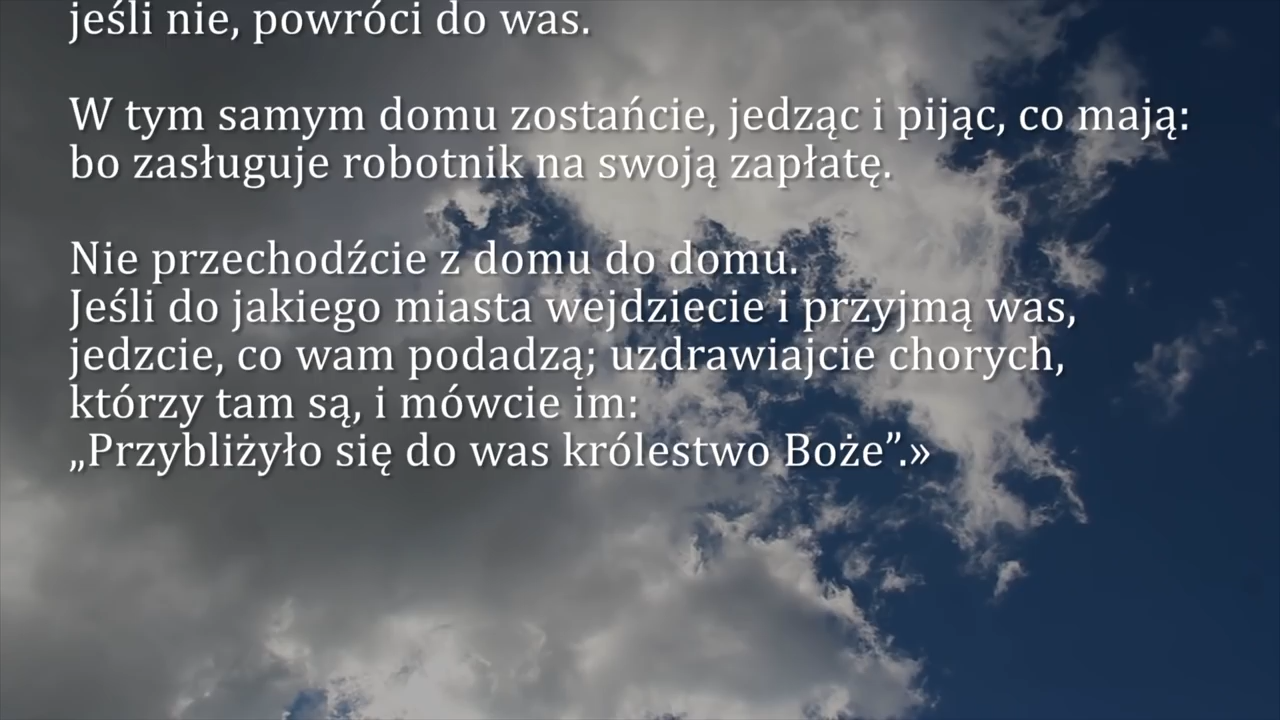 jeśli nie, powróci do was.
W tym samym domu zostańcie, jedząc i pijąc, co mają:
bo zasługuje robotnik na swoją zapłatę.
Nie przechodźcie z domu do domu.
Jeśli do jakiego miasta wejdziecie i przyjmą was,
jedzcie, co wam podadzą; uzdrawiajcie chorych,
którzy tam są, i mówcie im:
„Przybliżyło się do was królestwo Boże”.»